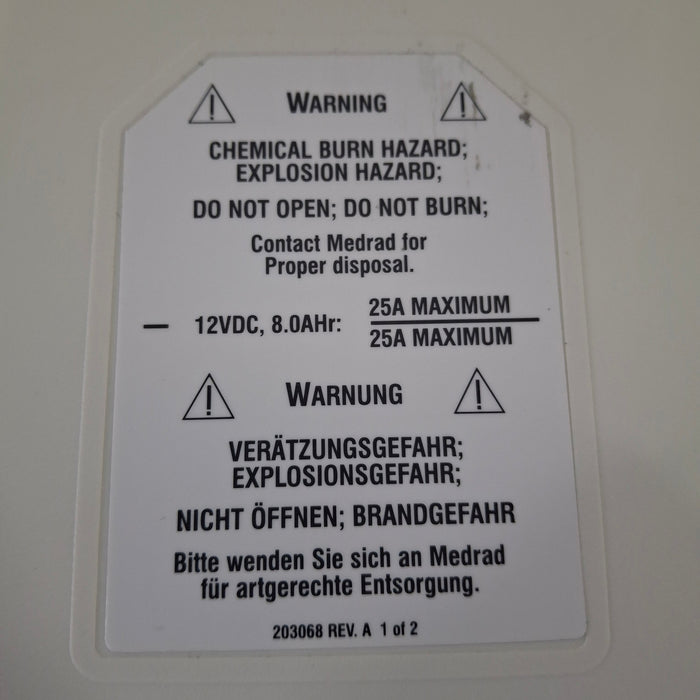 WARNING
CHEMICAL BURN HAZARD;
EXPLOSION HAZARD;
DO NOT OPEN; DO NOT BURN;
Contact Medrad for
Proper disposal.
25A MAXIMUM
— 12VDC, 8.0AHr:
25A MAXIMUM
WARNUNG
VERÄTZUNGSGEFAHR;
EXPLOSIONSGEFAHR;
NICHT ÖFFNEN; BRANDGEFAHR
Bitte wenden Sie sich an Medrad
für artgerechte Entsorgung.
203068 REV. A 1 of 2